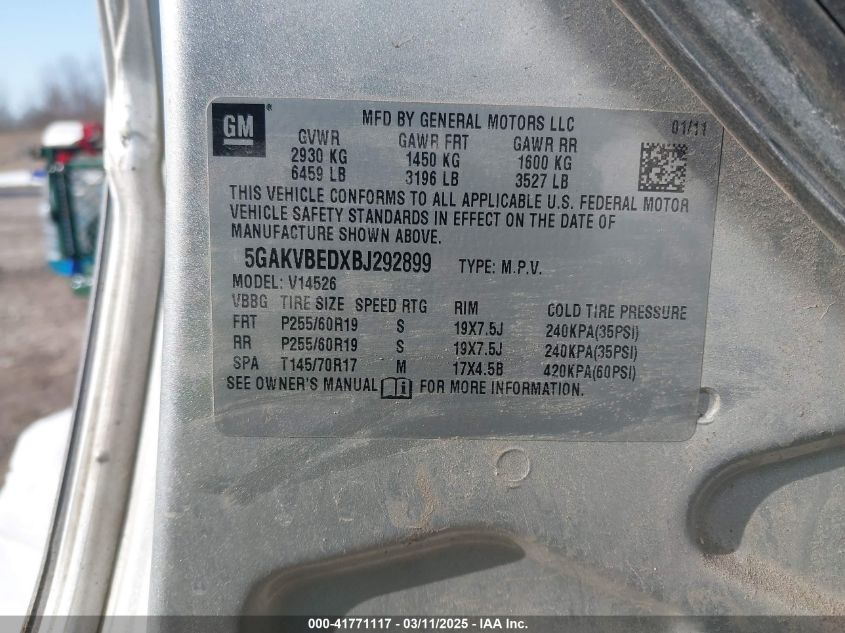 GM
MFD BY GENERAL MOTORS LLC 01/11
GVWR GAWR FRT GAWR RR
2930 KG 1450 KG 1600 KG
6459 LB 3196 LB 3527 LB
THIS VEHICLE CONFORMS TO ALL APPLICABLE U.S. FEDERAL MOTOR
VEHICLE SAFETY STANDARDS IN EFFECT ON THE DATE OF
MANUFACTURE SHOWN ABOVE.
5GAKVBEDXBJ292899 TYPE: M.P.V.
MODEL: V14526
VBBG TIRE SIZE SPEED RTG RIM COLD TIRE PRESSURE
FRT P255/60R19 S 19X7.5J 240KPA(35PSI)
RR P255/60R19 S 19X7.5J 240KPA(35PSI)
SPA T145/70R17 M 17X4.5B 420KPA(60PSI)
SEE OWNER'S MANUAL FOR MORE INFORMATION.
000-41771117 - 03/11/2025 - IAA Inc.